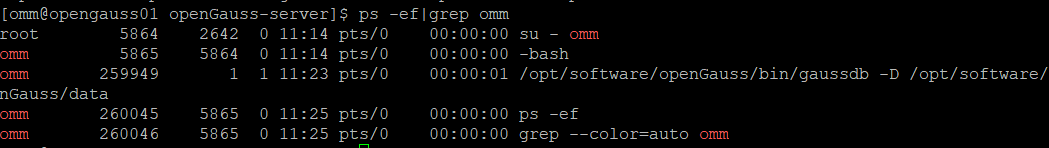 [omm@opengauss01 openGauss-server]$ ps -ef|grep omm
root        5864    2642  0 11:14 pts/0    00:00:00 su - omm
omm         5865    5864  0 11:14 pts/0    00:00:00 -bash
omm       259949       1  1 11:23 pts/0    00:00:01 /opt/software/openGauss/bin/gaussdb -D /opt/software/
nGauss/data
omm       260045    5865  0 11:25 pts/0    00:00:00 ps -ef
omm       260046    5865  0 11:25 pts/0    00:00:00 grep --color=auto omm